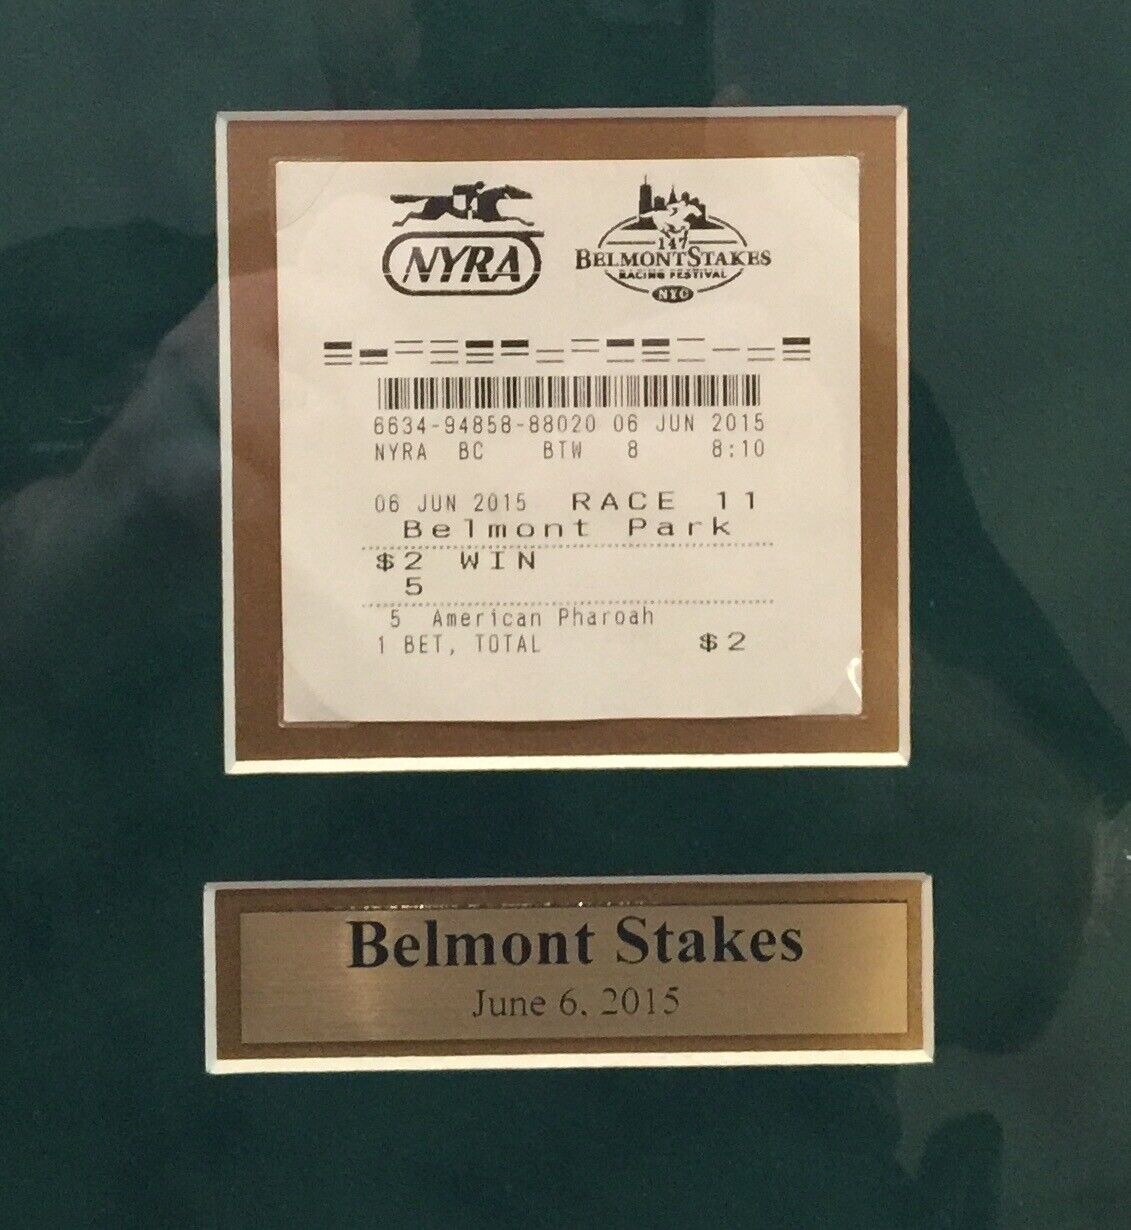 NYRA
147
BELMONT STAKES
RACING FESTIVAL
NYC
6634-94858-88020 06 JUN 2015
NYRA BC BTW 8 8:10
06 JUN 2015 RACE 11
Belmont Park
$2 WIN
5
5 American Pharoah
1 BET, TOTAL $2
Belmont Stakes
June 6, 2015